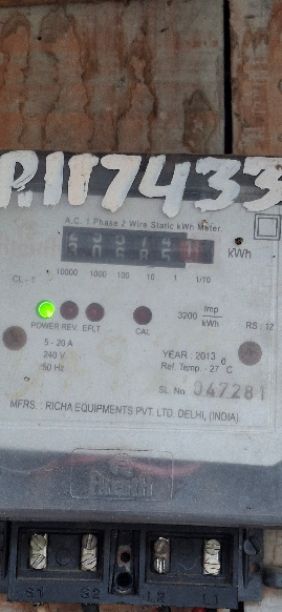 P.117433
A.C. 1 Phase 2 Wire Static kWh Meter.
kWh
CL-1
10000 1000 100 10 1 1/10
3200 Imp/kWh
RS : 12
POWER REV. EFLT CAL
5 - 20 A
240 V
50 Hz
YEARR : 2013
Ref. Temp. - 27°C
SL. No. 047281
MFRS. : RICHA EQUIPMENTS PVT. LTD. DELHI, (INDIA)
S1 S2 L2 L1